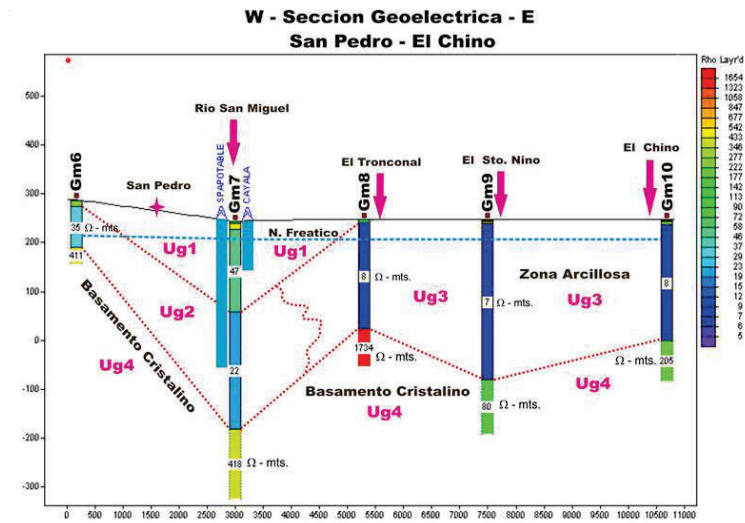 W - Seccion Geoelectrica - E
San Pedro - El Chino
Rho Layr'd
1654
1323
1058
847
677
542
433
346
277
222
177
142
113
90
72
58
46
37
29
23
19
15
12
9
7
6
5
500
400
300
200
100
0
-100
-200
-300
Rio San Miguel
Gm6
San Pedro
SPAPOTABLE
Gm7
CAYALA
El Tronconal
Gm8
El Sto. Nino
Gm9
El Chino
Gm10
N. Freatico
35 Ω - mts.
411
Ug1
Ug1
47
Ug2
22
418 Ω - mts.
Basamento Cristalino
Ug4
8 Ω - mts.
Ug3
1734
Ω - mts.
7 Ω - mts.
Zona Arcillosa
Ug3
8
Basamento Cristalino
Ug4
80 Ω - mts.
Ug4
Ω - mts. 205
0 500 1000 1500 2000 2500 3000 3500 4000 4500 5000 5500 6000 6500 7000 7500 8000 8500 9000 9500 10000 11000